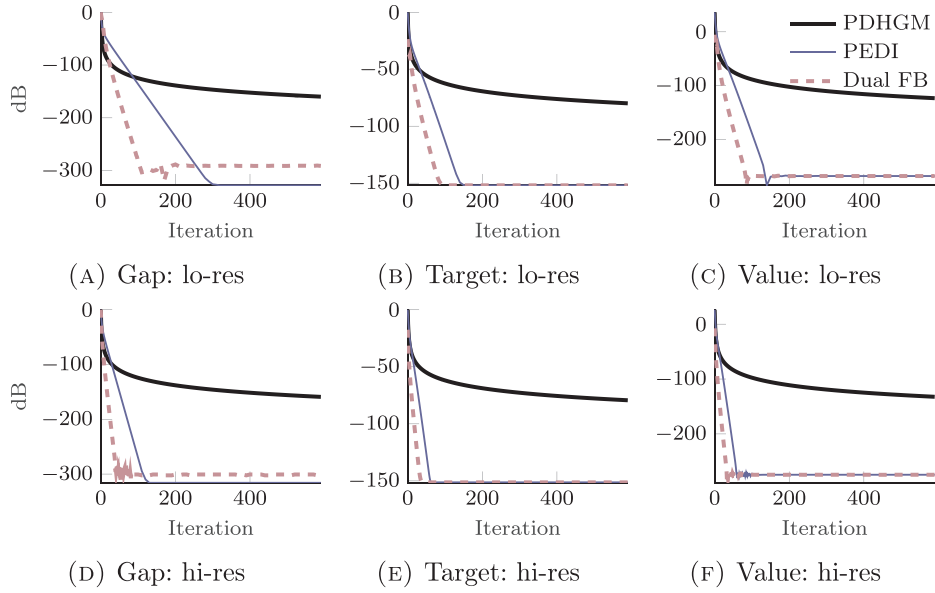 0
−100
−200
−300
dB
200 400
Iteration
(A) Gap: lo-res
0
−50
−100
−150
200 400
Iteration
(B) Target: lo-res
0
−100
−200
200 400
Iteration
PDHGM
PEDI
Dual FB
(C) Value: lo-res
0
−100
−200
−300
dB
0 200 400
Iteration
(D) Gap: hi-res
0
−50
−100
−150
0 200 400
Iteration
(E) Target: hi-res
0
−100
−200
0 200 400
Iteration
(F) Value: hi-res